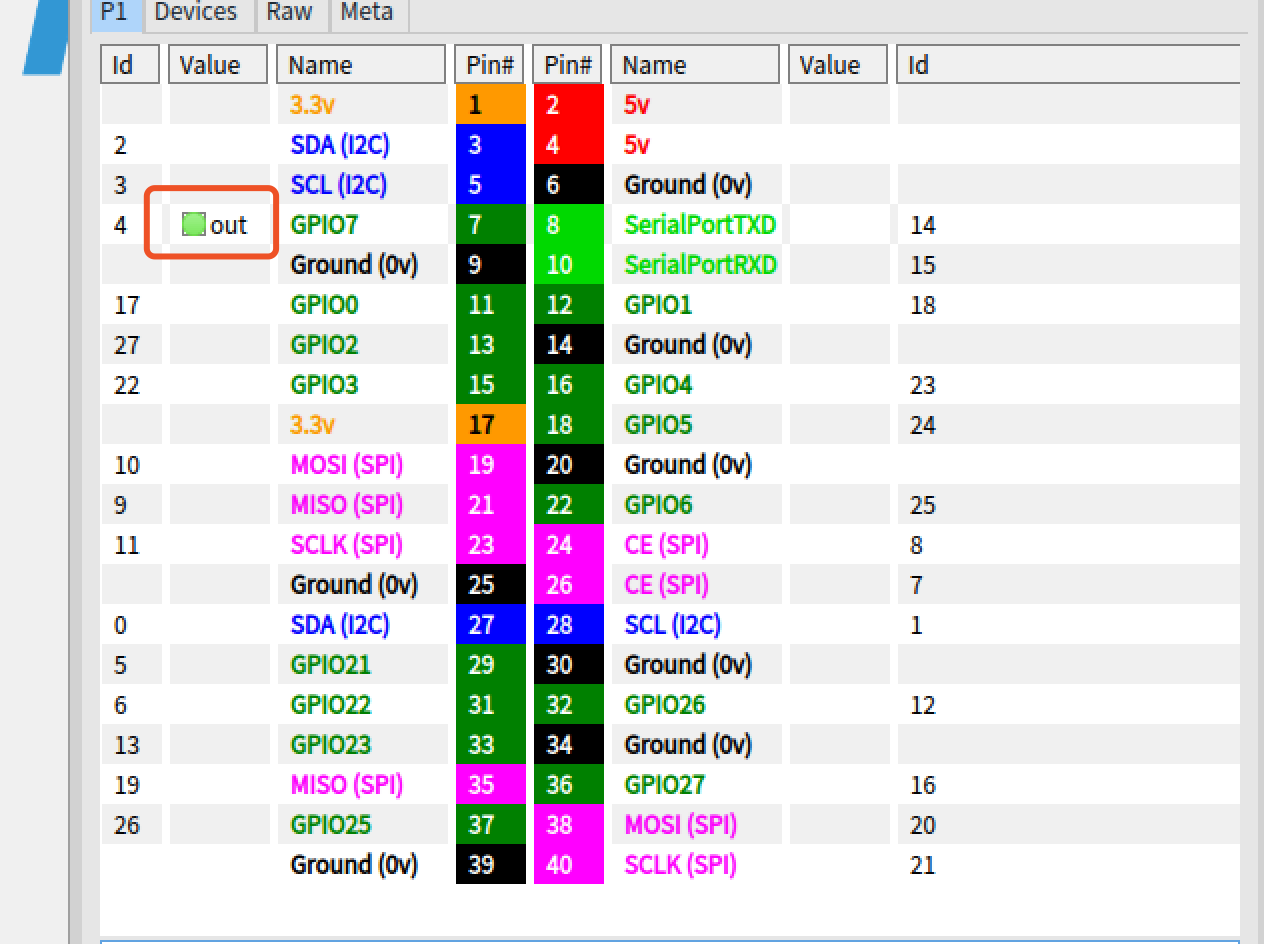 P1 Devices Raw Meta
Id Value Name Pin# Pin# Name Value Id
3.3v 1 2 5v
2 SDA (I2C) 3 4 5v
3 SCL (I2C) 5 6 Ground (0v)
4 out GPIO7 7 8 SerialPortTXD 14
Ground (0v) 9 10 SerialPortRXD 15
17 GPIO0 11 12 GPIO1 18
27 GPIO2 13 14 Ground (0v)
22 GPIO3 15 16 GPIO4 23
3.3v 17 18 GPIO5 24
10 MOSI (SPI) 19 20 Ground (0v)
9 MISO (SPI) 21 22 GPIO6 25
11 SCLK (SPI) 23 24 CE (SPI) 8
Ground (0v) 25 26 CE (SPI) 7
0 SDA (I2C) 27 28 SCL (I2C) 1
5 GPIO21 29 30 Ground (0v)
6 GPIO22 31 32 GPIO26 12
13 GPIO23 33 34 Ground (0v)
19 MISO (SPI) 35 36 GPIO27 16
26 GPIO25 37 38 MOSI (SPI) 20
Ground (0v) 39 40 SCLK (SPI) 21